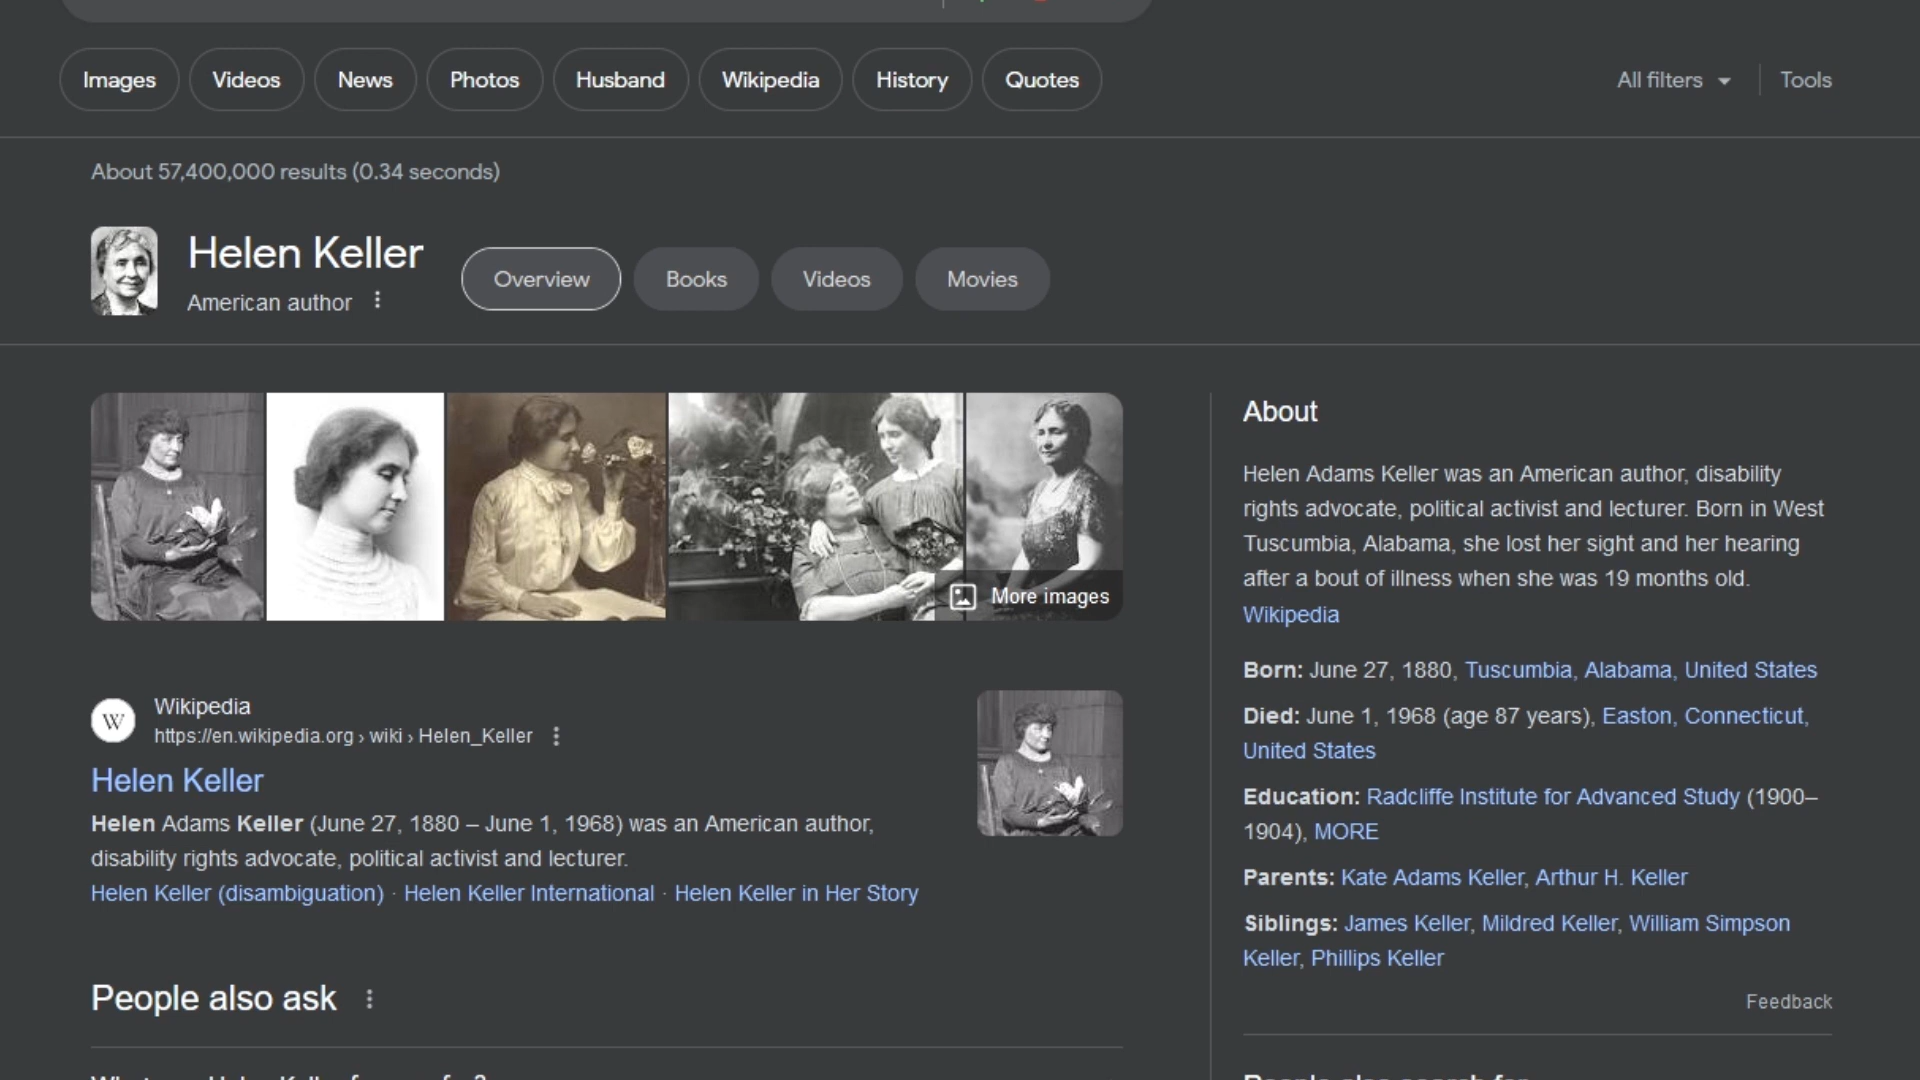 Images Videos News Photos Husband Wikipedia History Quotes All filters Tools
About 57,400,000 results (0.34 seconds)
Helen Keller
American author
Overview Books Videos Movies
More images
Wikipedia
https://en.wikipedia.org › wiki › Helen_Keller
Helen Keller
Helen Adams Keller (June 27, 1880 – June 1, 1968) was an American author,
disability rights advocate, political activist and lecturer.
Helen Keller (disambiguation) · Helen Keller International · Helen Keller in Her Story
People also ask
About
Helen Adams Keller was an American author, disability
rights advocate, political activist and lecturer. Born in West
Tuscumbia, Alabama, she lost her sight and her hearing
after a bout of illness when she was 19 months old.
Wikipedia
Born: June 27, 1880, Tuscumbia, Alabama, United States
Died: June 1, 1968 (age 87 years), Easton, Connecticut,
United States
Education: Radcliffe Institute for Advanced Study (1900–
1904), MORE
Parents: Kate Adams Keller, Arthur H. Keller
Siblings: James Keller, Mildred Keller, William Simpson
Keller, Phillips Keller
Feedback